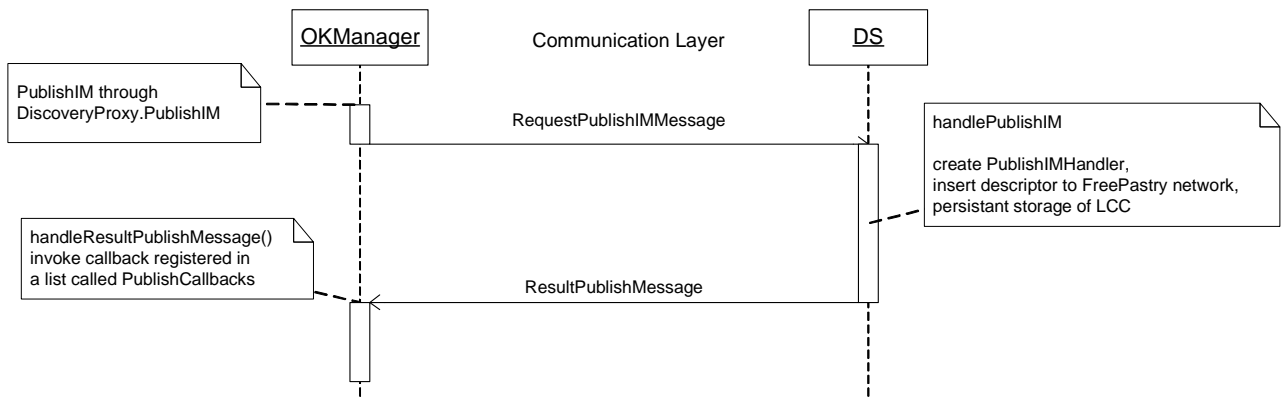 OKManager
Communication Layer
DS
PublishIM through
DiscoveryProxy.PublishIM
RequestPublishIMMessage
handlePublishIM
create PublishIMHandler,
insert descriptor to FreePastry network,
persistant storage of LCC
handleResultPublishMessage()
invoke callback registered in
a list called PublishCallbacks
ResultPublishMessage